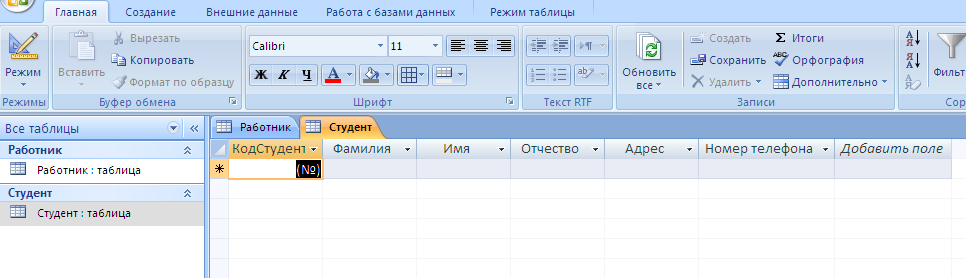 Главная Создание Внешние данные Работа с базами данных Режим таблицы
Режим
Режимы
Вставить
Вырезать
Копировать
Формат по образцу
Буфер обмена
Calibri 11
Ж К Ч А
Шрифт
Текст RTF
Обновить
все
Создать
Сохранить
Удалить
Итоги
Орфография
Дополнительно
Записи
А
Я
Я
А
Фильт
Сор
Все таблицы
Работник
Работник : таблица
Студент
Студент : таблица
Работник Студент
КодСтудент Фамилия Имя Отчество Адрес Номер телефона Добавить поле
(№)